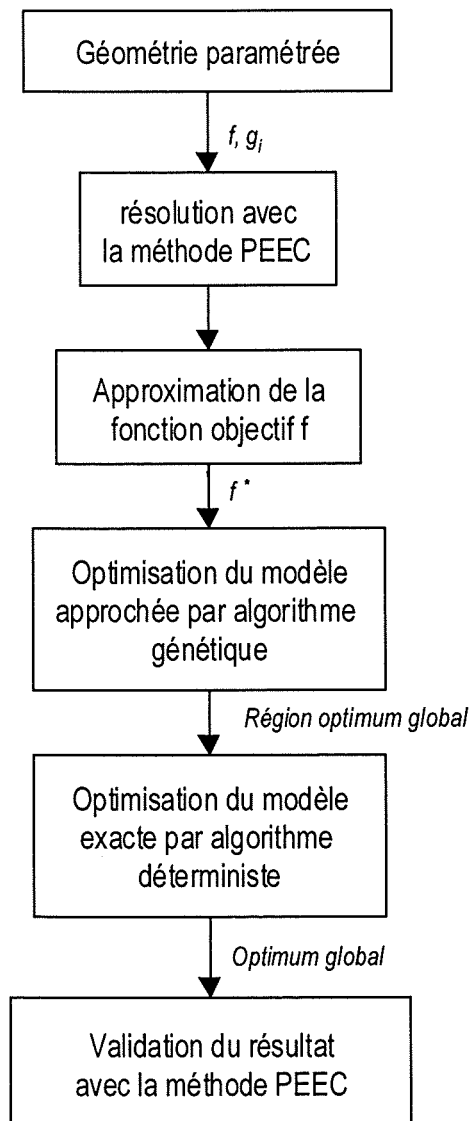 Géométrie paramétrée
f, gi
résolution avec
la méthode PEEC
Approximation de la
fonction objectif f
f *
Optimisation du modèle
approchée par algorithme
génétique
Région optimum global
Optimisation du modèle
exacte par algorithme
déterministe
Optimum global
Validation du résultat
avec la méthode PEEC